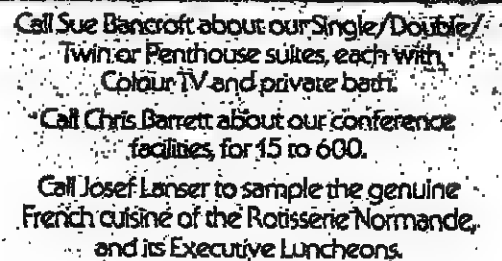 Call Sue Bancroft about our Single/Double/
Twin or Penthouse suites, each with
Colour TV and private bath.
Call Chris Barrett about our conference
facilities, for 15 to 600.
Call Josef Lanser to sample the genuine
French cuisine of the Rotisserie Normande,
and its Executive Luncheons.